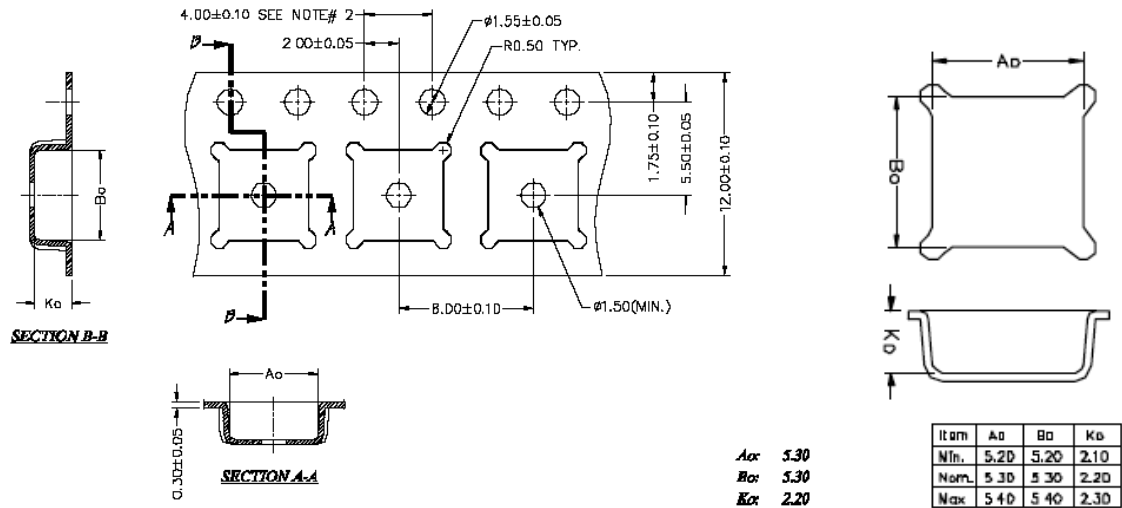 4.00±0.10 SEE NOTE# 2
B
2.00±0.05
ø1.55±0.05
R0.50 TYP.
1.75±0.10
5.50±0.05
12.00±0.10
A
A
8.00±0.10
ø1.50(MIN.)
B
Bo
Ko
SECTION B-B
Ao
0.30±0.05
SECTION A-A
Ao: 5.30
Bo: 5.30
Ko: 2.20
Ao
Bo
Ko
Item Ao Bo Ko
Min. 5.20 5.20 2.10
Nom. 5.30 5.30 2.20
Max 5.40 5.40 2.30